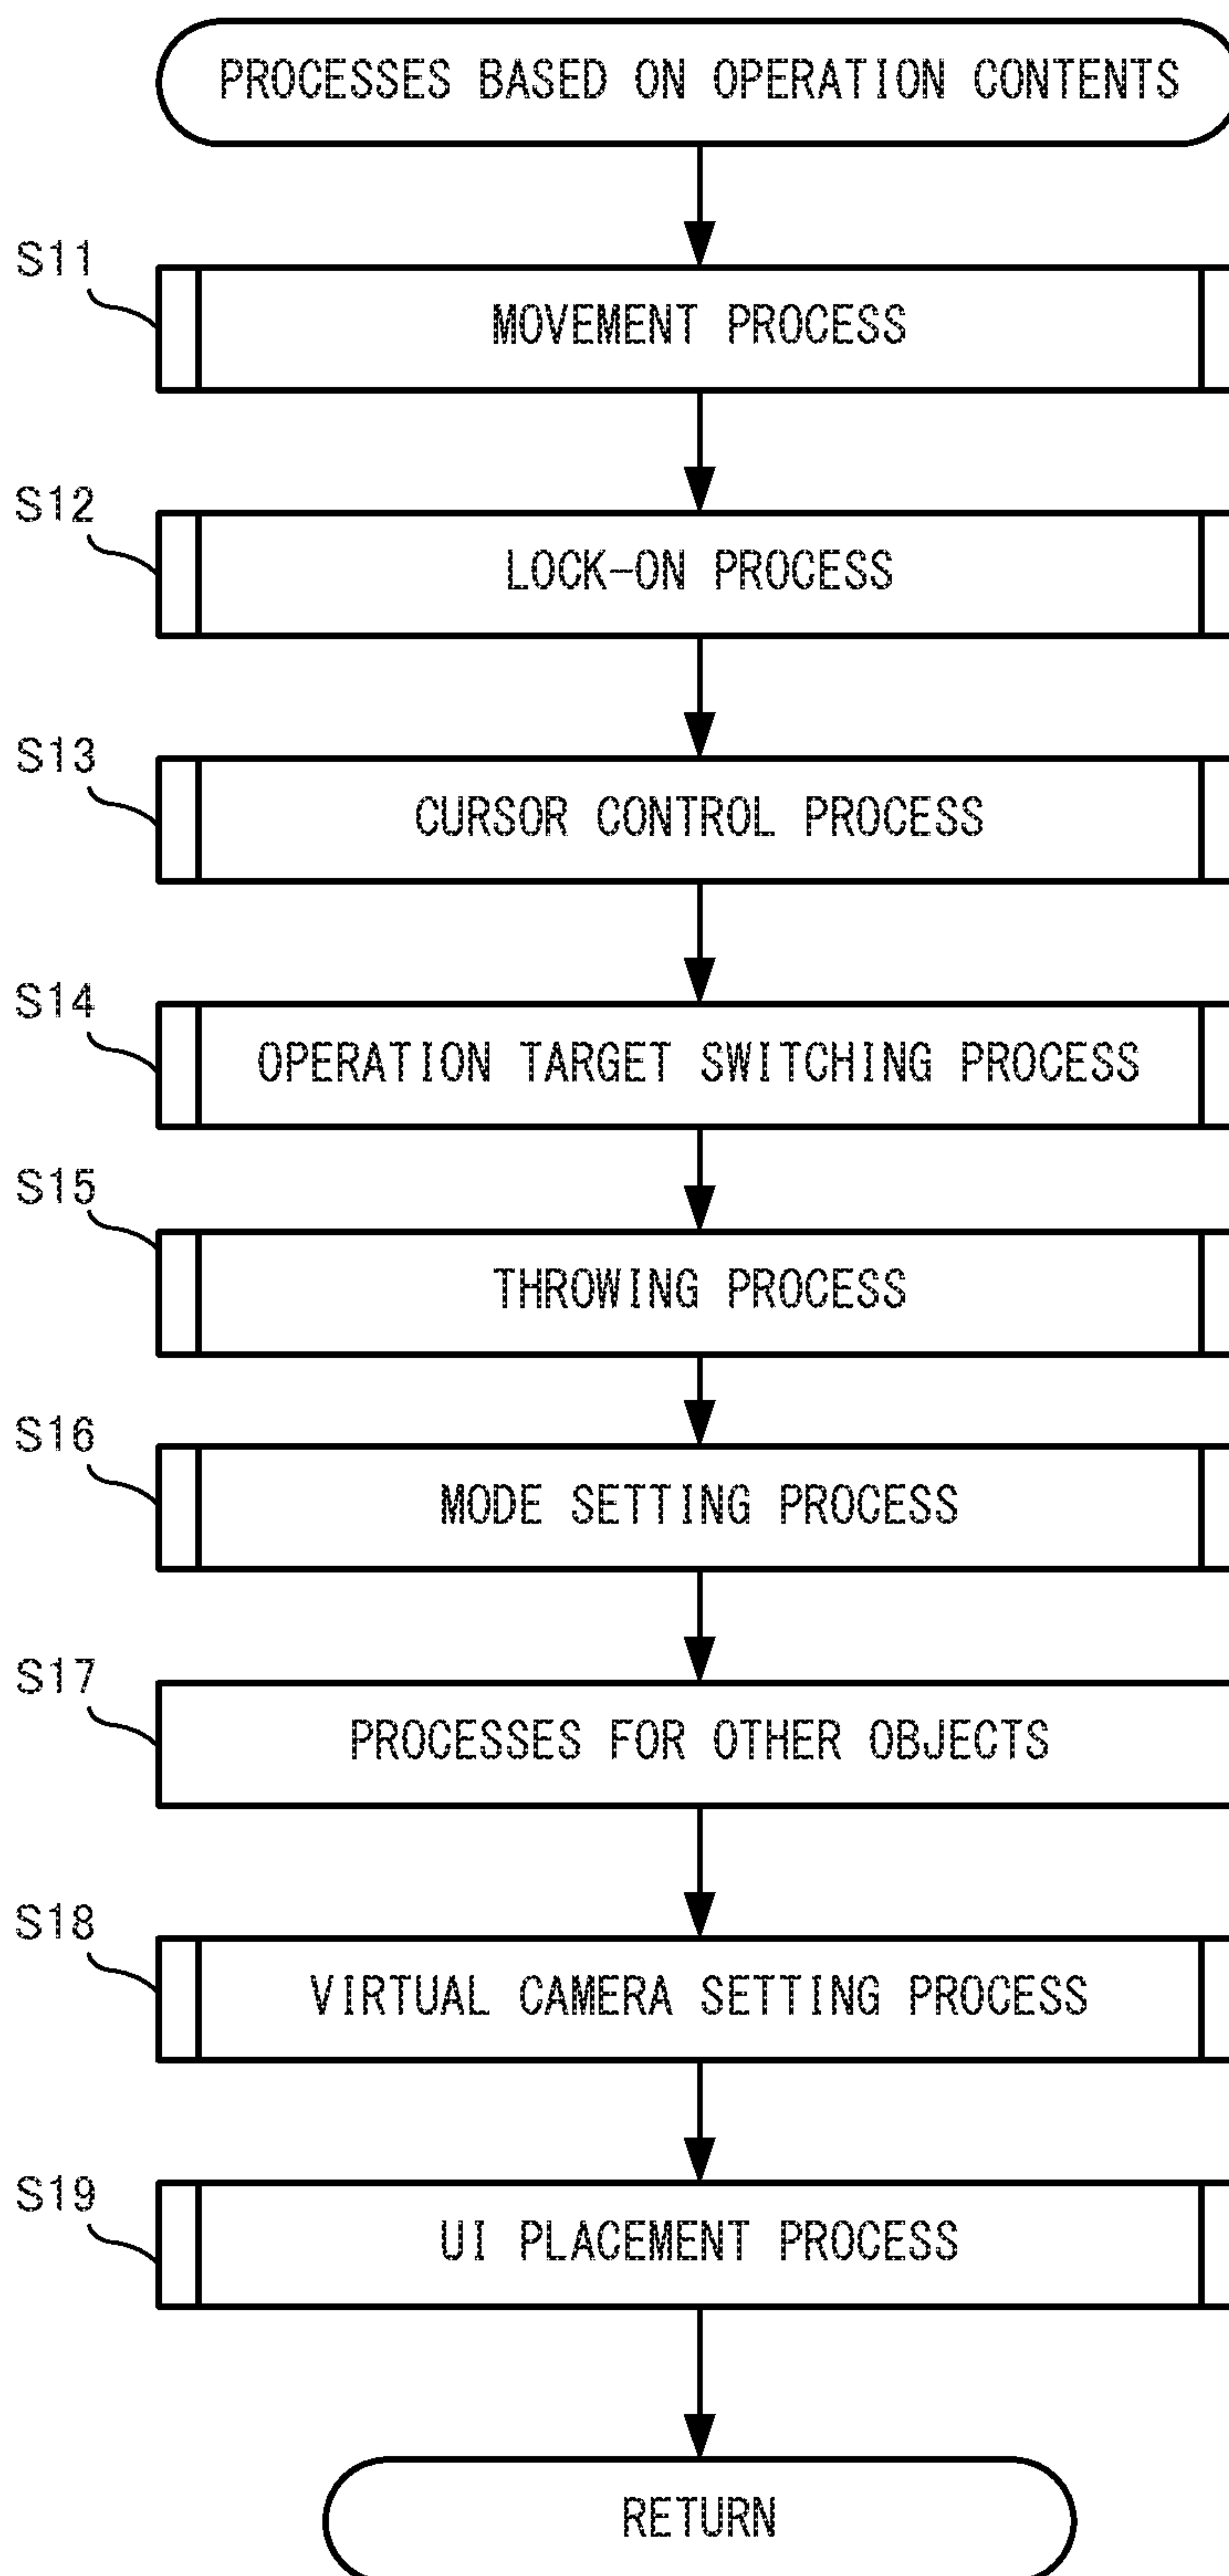 PROCESSES BASED ON OPERATION CONTENTS
S11
MOVEMENT PROCESS
S12
LOCK-ON PROCESS
S13
CURSOR CONTROL PROCESS
S14
OPERATION TARGET SWITCHING PROCESS
S15
THROWING PROCESS
S16
MODE SETTING PROCESS
S17
PROCESSES FOR OTHER OBJECTS
S18
VIRTUAL CAMERA SETTING PROCESS
S19
UI PLACEMENT PROCESS
RETURN